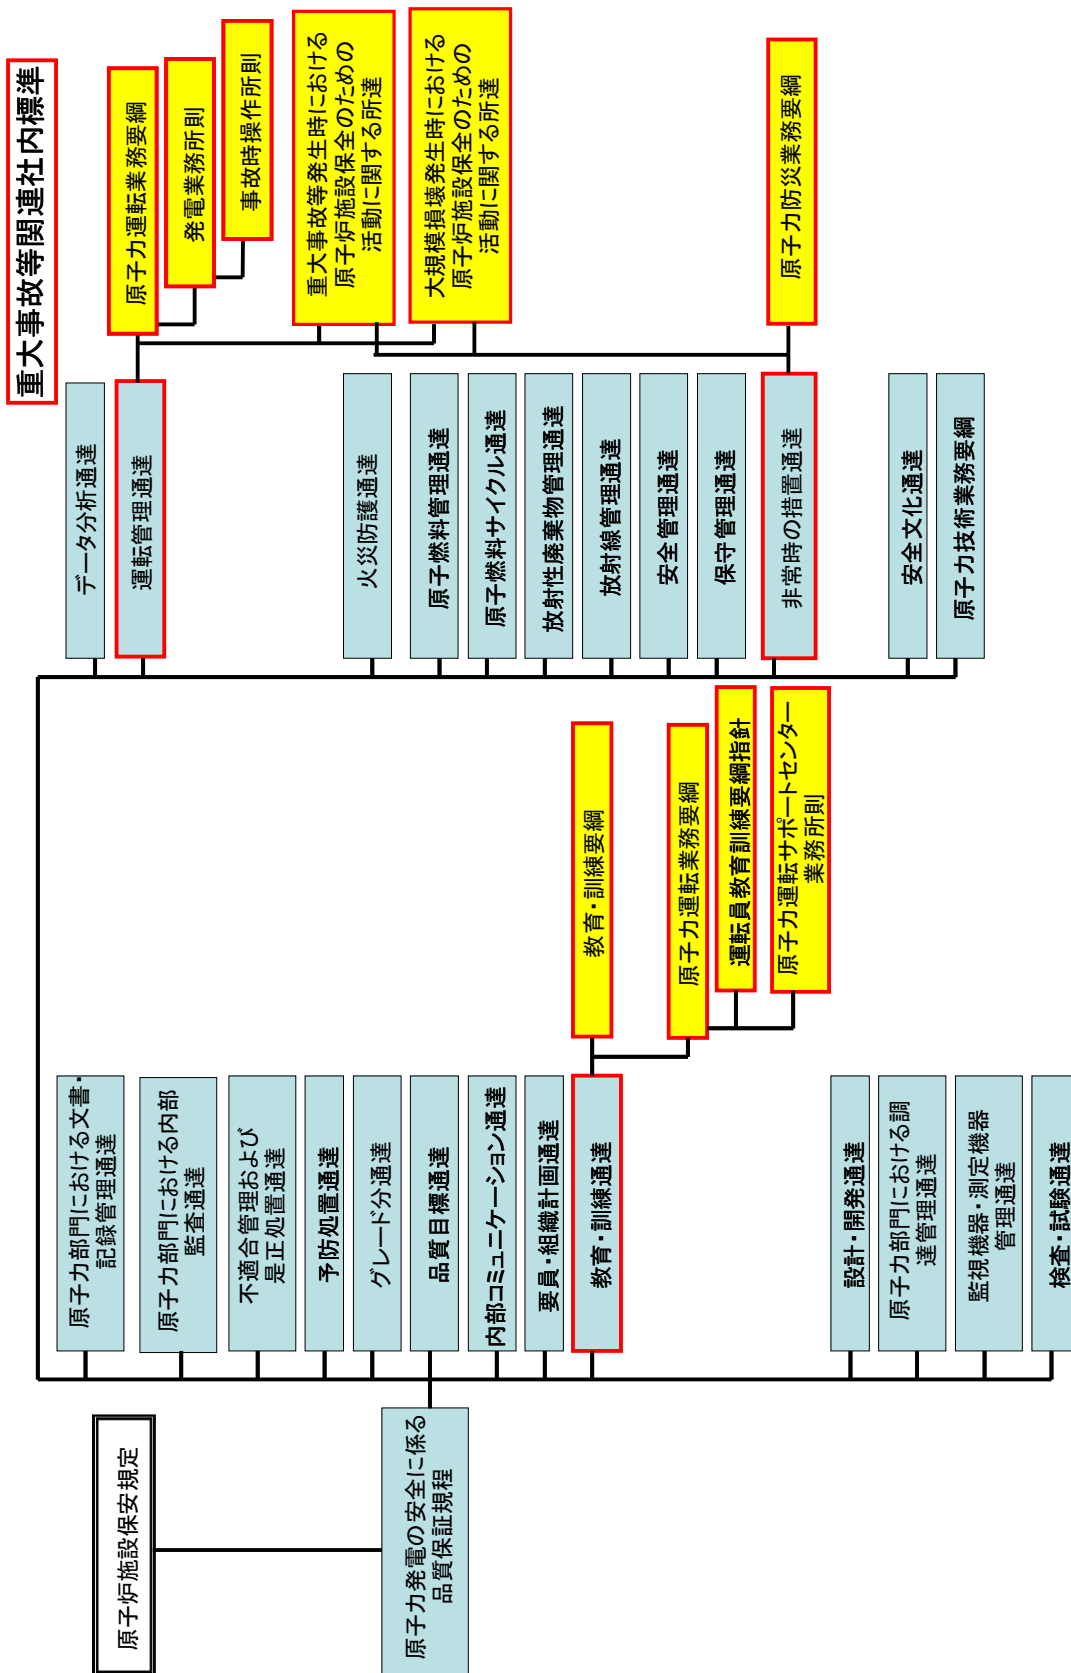 重大事故等関連社内標準
原子炉施設保安規定
原子力発電の安全に係る
品質保証規程
原子力部門における文書・
記録管理通達
原子力部門における内部
監査通達
不適合管理および
是正処置通達
予防処置通達
グレード分通達
品質目標通達
内部コミュニケーション通達
要員・組織計画通達
教育・訓練通達
設計・開発通達
原子力部門における調
達管理通達
監視機器・測定機器
管理通達
検査・試験通達
教育・訓練要綱
原子力運転業務要綱
運転員教育訓練要綱指針
原子力運転サポートセンター
業務所則
データ分析通達
運転管理通達
火災防護通達
原子燃料管理通達
原子燃料サイクル通達
放射性廃棄物管理通達
放射線管理通達
安全管理通達
保守管理通達
非常時の措置通達
安全文化通達
原子力技術業務要綱
原子力運転業務要綱
発電業務所則
事故時操作所則
重大事故等発生時における
原子炉施設保全のための
活動に関する所達
大規模損壊発生時における
原子炉施設保全のための
活動に関する所達
原子力防災業務要綱